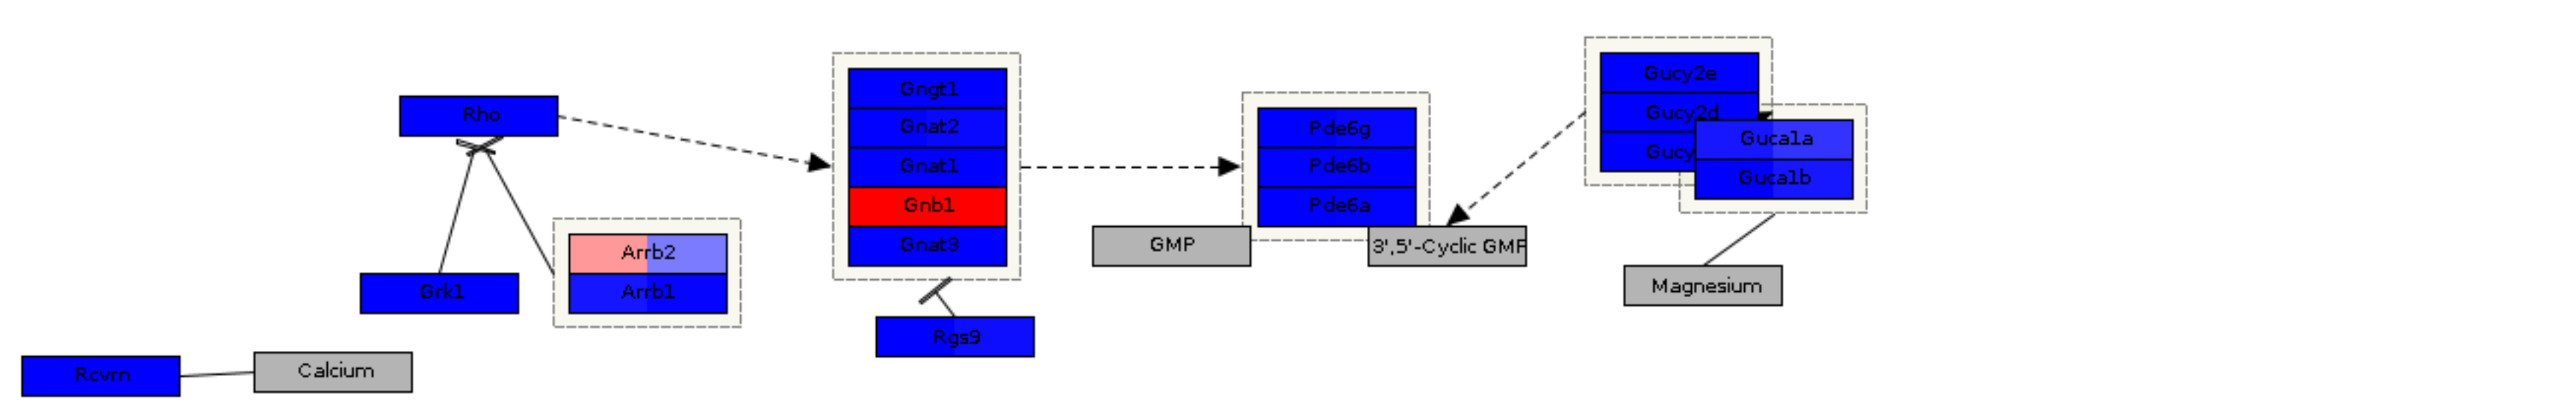 Gucy2e
Gngt1
Gucy2d
Rho
Gnat2
Pde6g
Guca1a
Gucy
Gnat1
Pde6b
Guca1b
Gnb1
Pde6a
Gnat3
GMP
3',5'-Cyclic GMP
Arrb2
Magnesium
Grk1
Arrb1
Rgs9
Rcvrn
Calcium